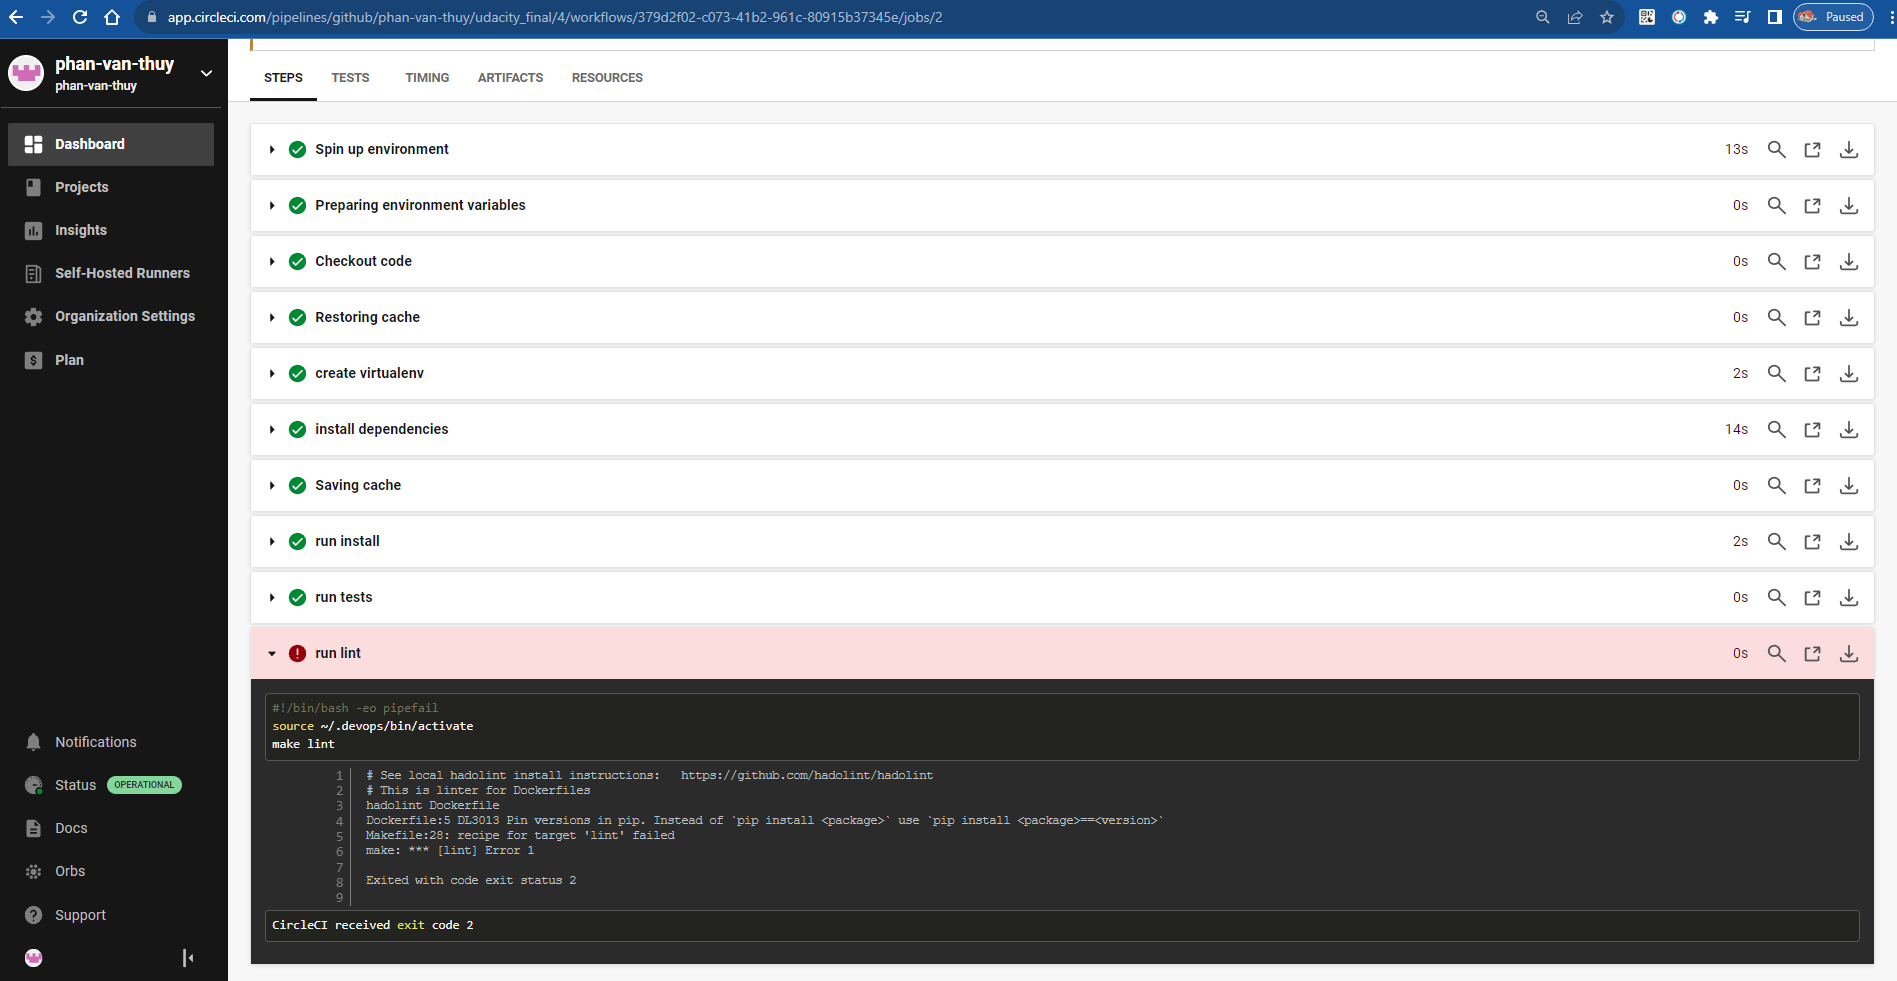 app.circleci.com/pipelines/github/phan-van-thuy/udacity_final/4/workflows/379d2f02-c073-41b2-961c-80915b37345e/jobs/2
Paused
phan-van-thuy
phan-van-thuy
Dashboard
Projects
Insights
Self-Hosted Runners
Organization Settings
$ Plan
Notifications
Status OPERATIONAL
Docs
Orbs
? Support
STEPS TESTS TIMING ARTIFACTS RESOURCES
Spin up environment 13s
Preparing environment variables 0s
Checkout code 0s
Restoring cache 0s
create virtualenv 2s
install dependencies 14s
Saving cache 0s
run install 2s
run tests 0s
! run lint 0s
#!/bin/bash -eo pipefail
source ~/.devops/bin/activate
make lint
1 # See local hadolint install instructions:   https://github.com/hadolint/hadolint
2 # This is linter for Dockerfiles
3 hadolint Dockerfile
4 Dockerfile:5 DL3013 Pin versions in pip. Instead of `pip install <package>` use `pip install <package>==<version>`
5 Makefile:28: recipe for target 'lint' failed
6 make: *** [lint] Error 1
7
8 Exited with code exit status 2
9
CircleCI received exit code 2